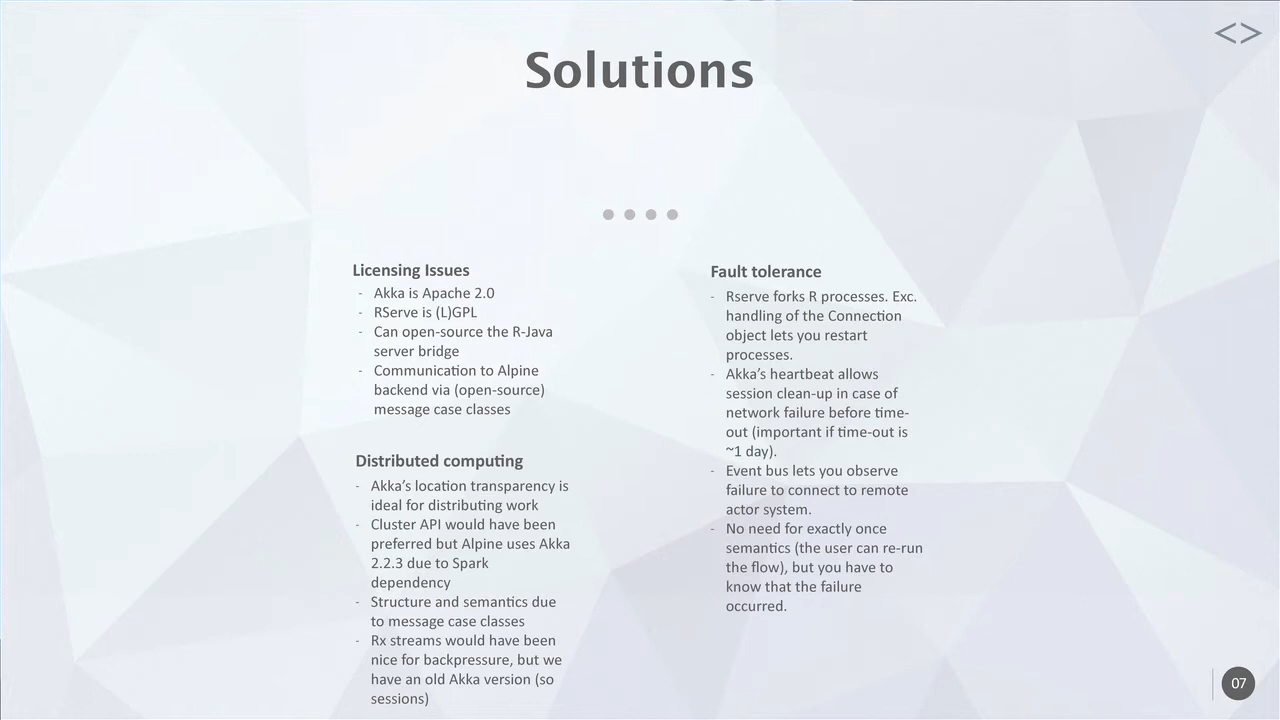 <>
Solutions
Licensing Issues
- Akka is Apache 2.0
- RServe is (L)GPL
- Can open-source the R-Java
server bridge
- Communication to Alpine
backend via (open-source)
message case classes
Distributed computing
- Akka’s location transparency is
ideal for distributing work
- Cluster API would have been
preferred but Alpine uses Akka
2.2.3 due to Spark
dependency
- Structure and semantics due
to message case classes
- Rx streams would have been
nice for backpressure, but we
have an old Akka version (so
sessions)
Fault tolerance
- Rserve forks R processes. Exc.
handling of the Connection
object lets you restart
processes.
- Akka’s heartbeat allows
session clean-up in case of
network failure before time-
out (important if time-out is
~1 day).
- Event bus lets you observe
failure to connect to remote
actor system.
- No need for exactly once
semantics (the user can re-run
the flow), but you have to
know that the failure
occurred.
07